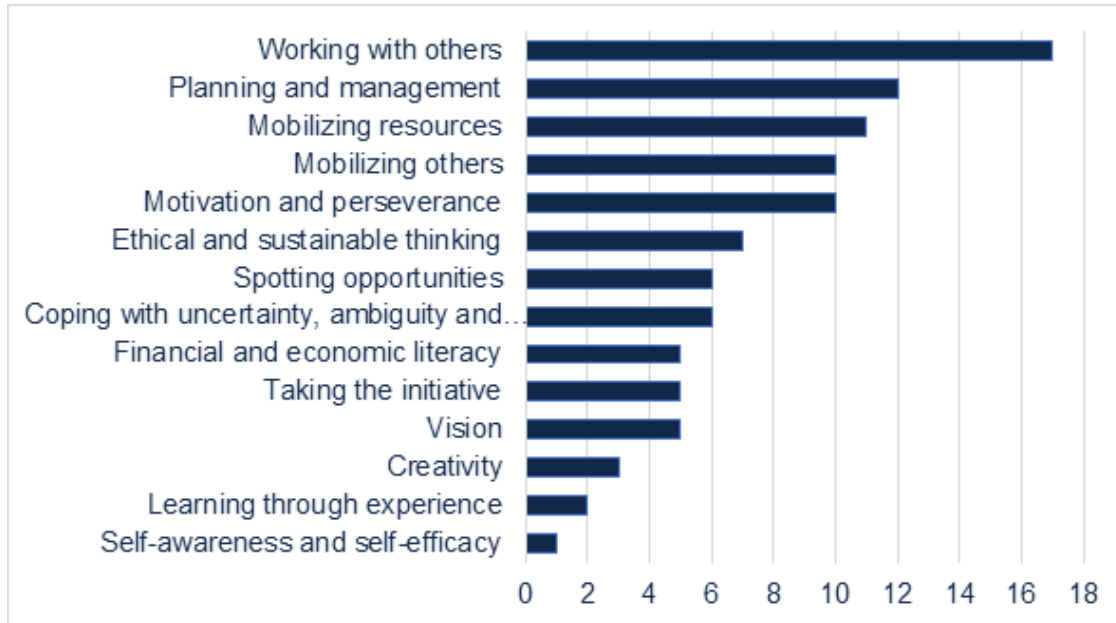 Working with others
Planning and management
Mobilizing resources
Mobilizing others
Motivation and perseverance
Ethical and sustainable thinking
Spotting opportunities
Coping with uncertainty, ambiguity and...
Financial and economic literacy
Taking the initiative
Vision
Creativity
Learning through experience
Self-awareness and self-efficacy
0 2 4 6 8 10 12 14 16 18